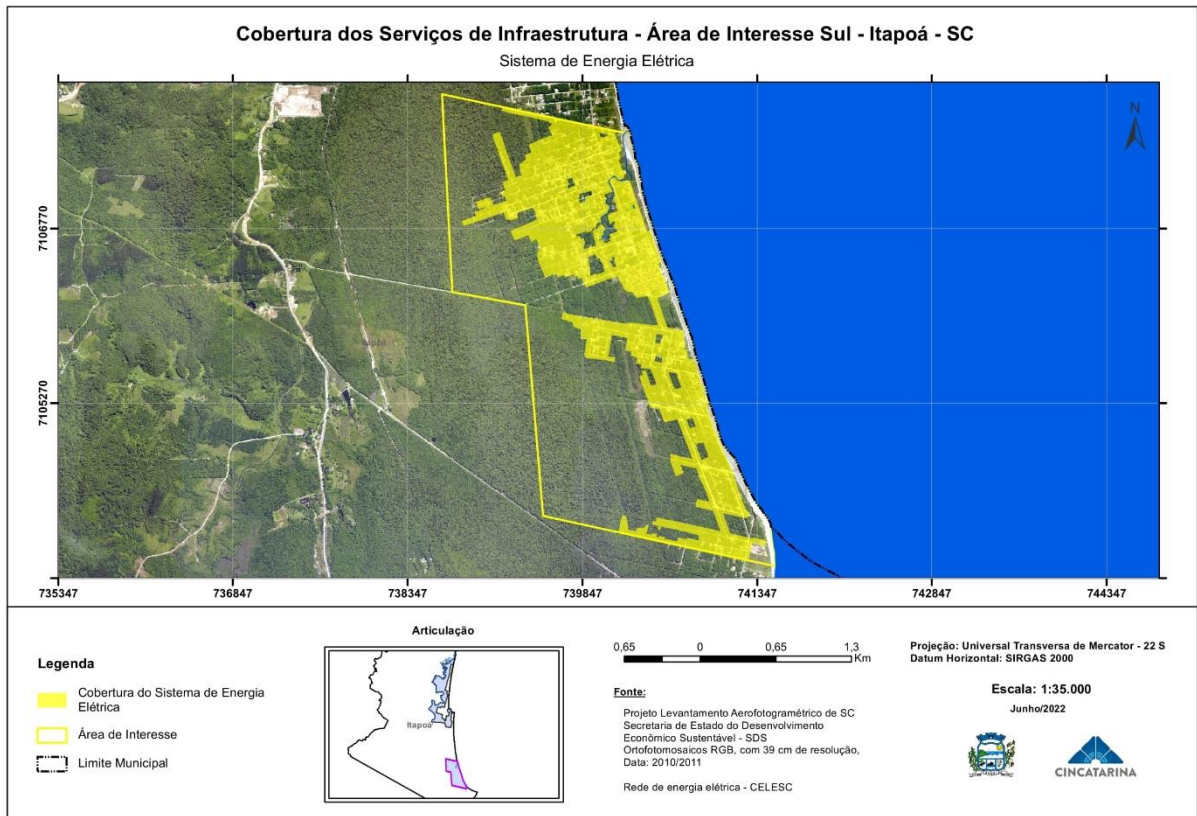 Cobertura dos Serviços de Infraestrutura - Área de Interesse Sul - Itapoá - SC
Sistema de Energia Elétrica
N
7106770
7105270
735347
736847
738347
739847
741347
742847
744347
Legenda
Cobertura do Sistema de Energia
Elétrica
Área de Interesse
Limite Municipal
Articulação
Itapoá
0,65
0
0,65
1,3
Km
Fonte:
Projeto Levantamento Aerofotogramétrico de SC
Secretaria de Estado do Desenvolvimento
Econômico Sustentável - SDS
Ortofotomosaicos RGB, com 39 cm de resolução,
Data: 2010/2011
Rede de energia elétrica - CELESC
Projeção: Universal Transversa de Mercator - 22 S
Datum Horizontal: SIRGAS 2000
Escala: 1:35.000
Junho/2022
CINCATARINA